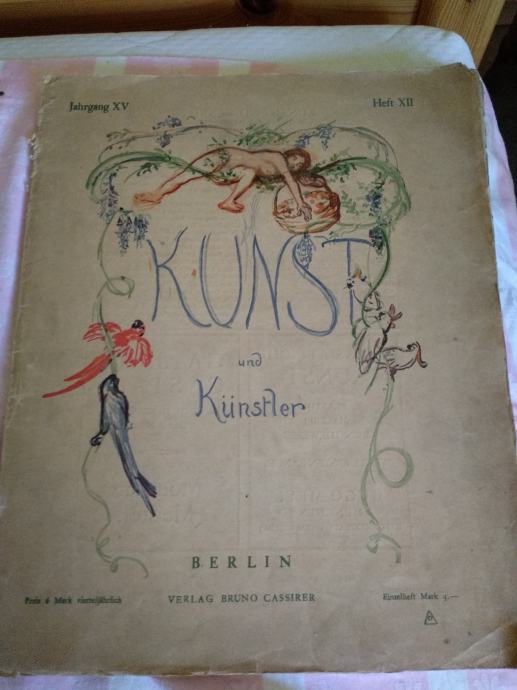 Jahrgang XV
Heft XII
KUNST
und
Künstler
BERLIN
Preis 6 Mark vierteljährlich
VERLAG BRUNO CASSIRER
Einzelheft Mark 4.—